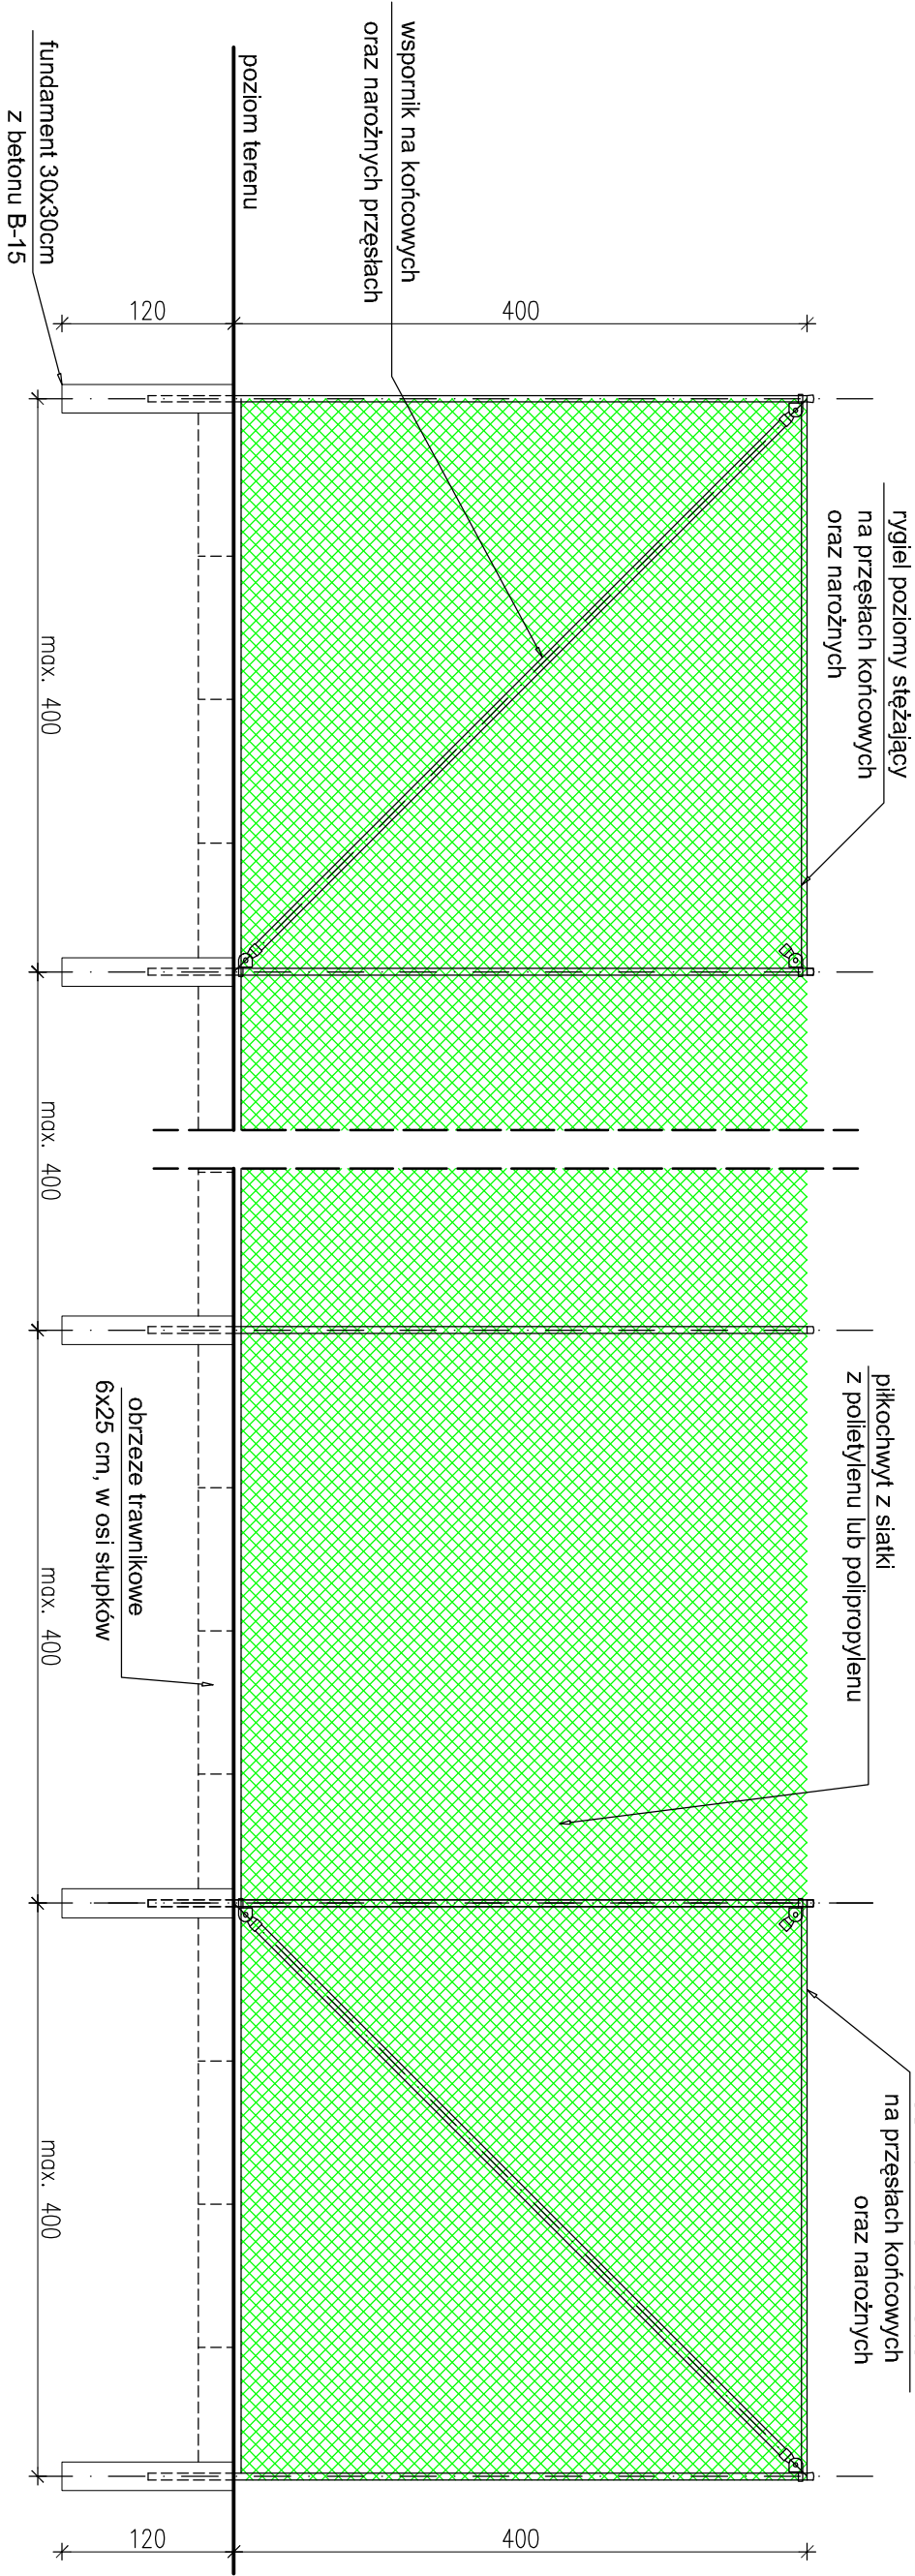 rygiel poziomy stężający
na przęsłach końcowych
oraz narożnych
piłkochwyt z siatki
z polietylenu lub polipropylenu
na przęsłach końcowych
oraz narożnych
wspornik na końcowych
oraz narożnych przęsłach
400
400
poziom terenu
120
120
fundament 30x30cm
z betonu B-15
obrzeże trawnikowe
6x25 cm, w osi słupków
max. 400
max. 400
max. 400
max. 400